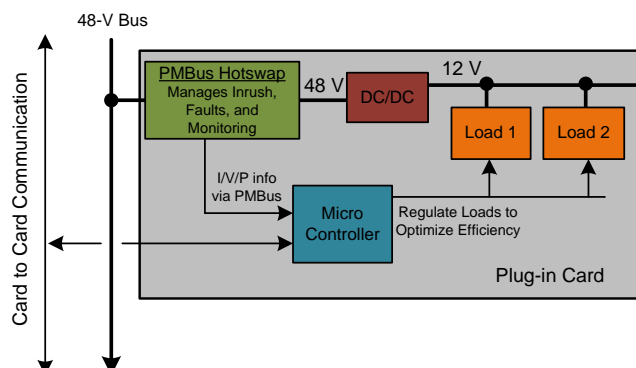 48-V Bus
PMBus Hotswap
Manages Inrush,
Faults, and
Monitoring
48 V
DC/DC
12 V
Load 1
Load 2
I/V/P info
via PMBus
Micro
Controller
Regulate Loads to
Optimize Efficiency
Plug-in Card
Card to Card Communication